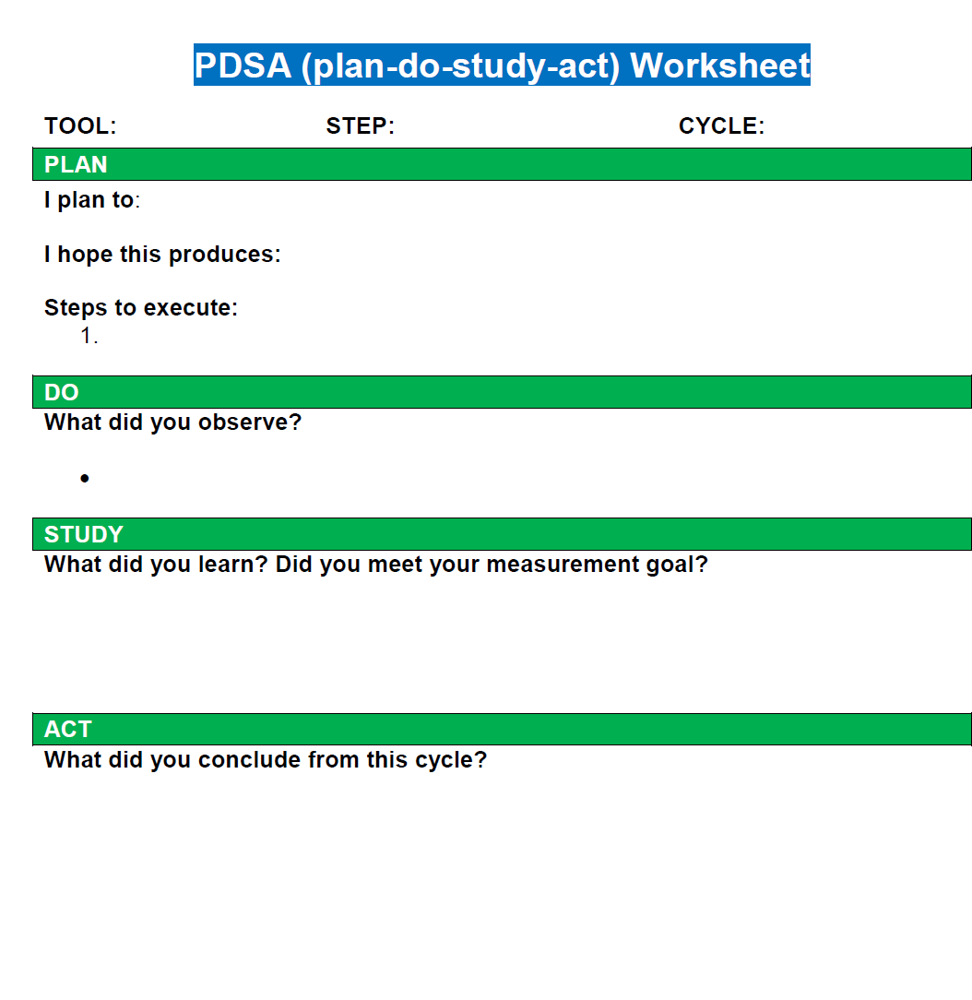 PDSA (plan-do-study-act) Worksheet
TOOL: STEP: CYCLE:
PLAN
I plan to:
I hope this produces:
Steps to execute:
1.
DO
What did you observe?
•
STUDY
What did you learn? Did you meet your measurement goal?
ACT
What did you conclude from this cycle?